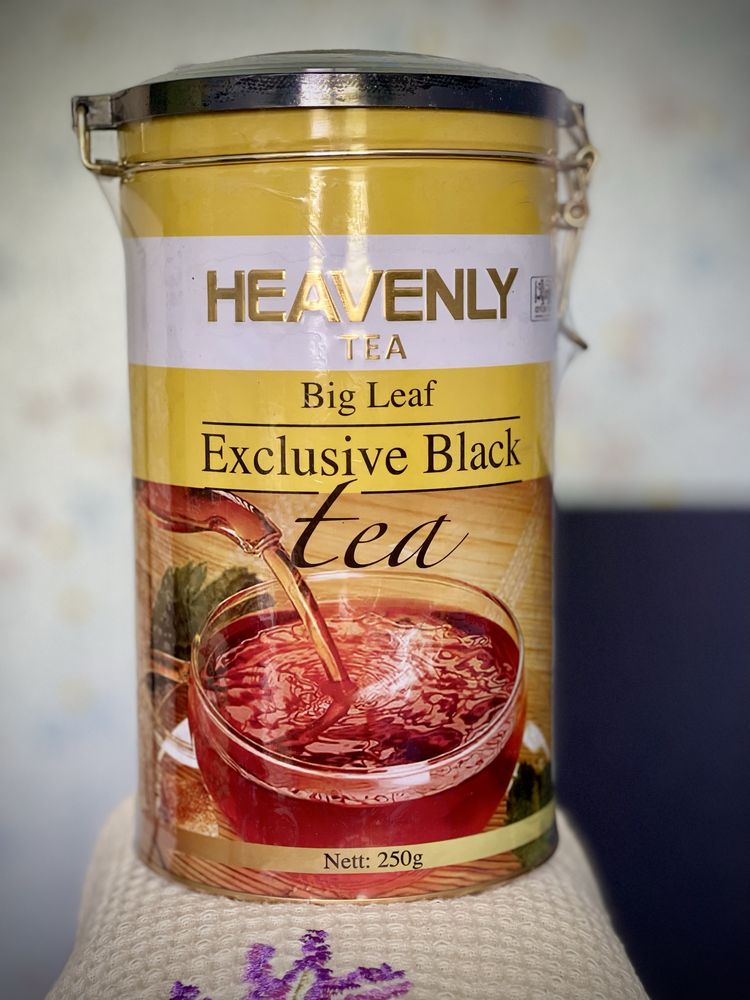 HEAVENLY
TEA
Big Leaf
Exclusive Black
tea
Nett: 250g